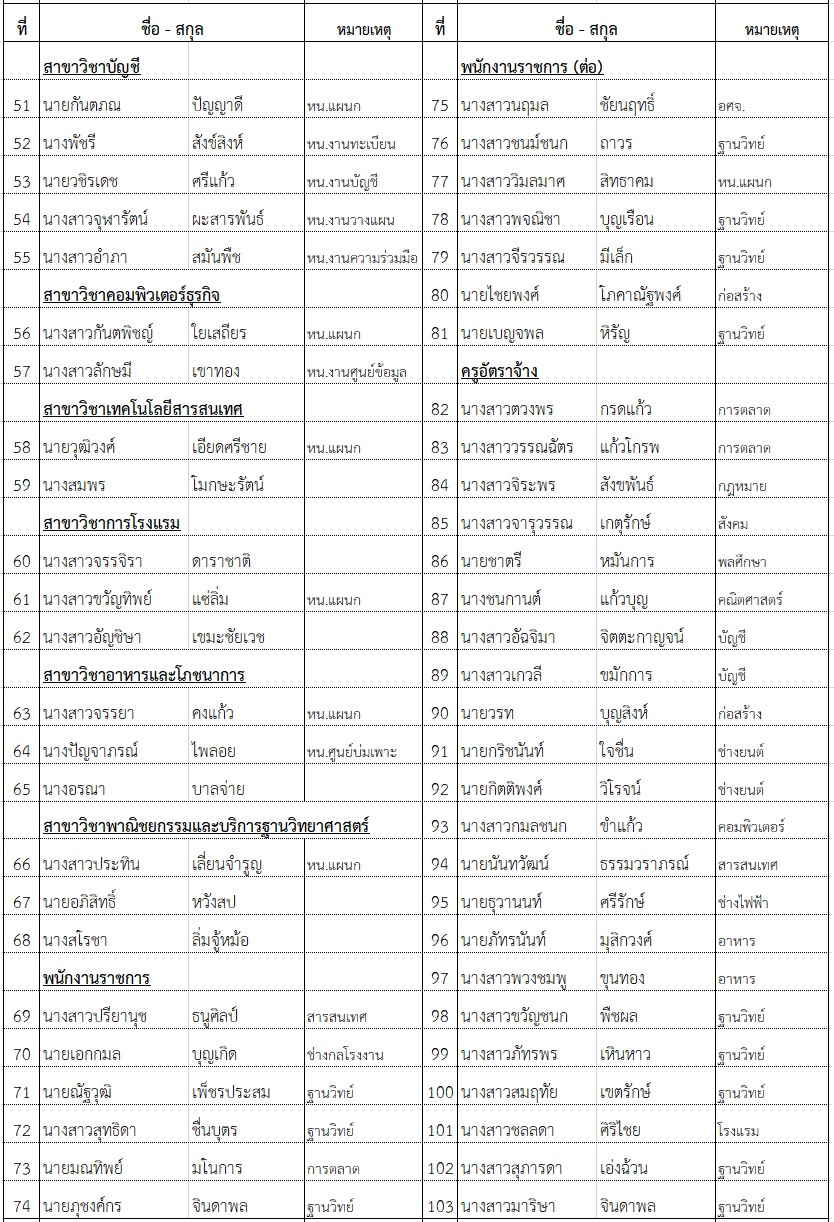 ที่ ชื่อ - สกุล หมายเหตุ
สาขาวิชาบัญชี
51 นายกันตภณ ปัญญาดี หน.แผนก
52 นางพัชรี สังข์สิงห์ หน.งานทะเบียน
53 นายวชิรเดช ศรีแก้ว หน.งานบัญชี
54 นางสาวจุฬารัตน์ ผะสารพันธ์ หน.งานวางแผน
55 นางสาวอำภา สมันพืช หน.งานความร่วมมือ
สาขาวิชาคอมพิวเตอร์ธุรกิจ
56 นางสาวกันตพิชญ์ ใยเสถียร หน.แผนก
57 นางสาวลักษมี เขาทอง หน.งานศูนย์ข้อมูล
สาขาวิชาเทคโนโลยีสารสนเทศ
58 นายวุฒิวงศ์ เอียดศรีชาย หน.แผนก
59 นางสมพร โมกษะรัตน์
สาขาวิชาการโรงแรม
60 นางสาวจรรจิรา ดาราชาติ
61 นางสาวขวัญทิพย์ แซ่ลิ่ม หน.แผนก
62 นางสาวอัญชิษา เขมะชัยเวช
สาขาวิชาอาหารและโภชนาการ
63 นางสาวจรรยา คงแก้ว หน.แผนก
64 นางปัญจาภรณ์ ไพลอย หน.ศูนย์บ่มเพาะ
65 นางอรณา บาลจ่าย
สาขาวิชาพาณิชยกรรมและบริการฐานวิทยาศาสตร์
66 นางสาวประทิน เลี่ยนจำรูญ หน.แผนก
67 นายอภิสิทธิ์ หวังสป
68 นางสโรชา ลิ่มจู้หม้อ
พนักงานราชการ
69 นางสาวปรียานุช ธนูศิลป์ สารสนเทศ
70 นายเอกกมล บุญเกิด ช่างกลโรงงาน
71 นายณัฐวุฒิ เพ็ชรประสม ฐานวิทย์
72 นางสาวสุทธิดา ชื่นบุตร ฐานวิทย์
73 นายมณทิพย์ มโนการ การตลาด
74 นายภุชงค์กร จินดาพล ฐานวิทย์
ที่ ชื่อ - สกุล หมายเหตุ
พนักงานราชการ (ต่อ)
75 นางสาวนฤมล ชัยนฤทธิ์ อศจ.
76 นางสาวชนม์ชนก ถาวร ฐานวิทย์
77 นางสาววิมลมาศ สิทธาคม หน.แผนก
78 นางสาวพจณิชา บุญเรือน ฐานวิทย์
79 นางสาวจีรวรรณ มีเล็ก ฐานวิทย์
80 นายไชยพงศ์ โภคาณัฐพงศ์ ก่อสร้าง
81 นายเบญจพล หิรัญ ฐานวิทย์
ครูอัตราจ้าง
82 นางสาวตวงพร กรดแก้ว การตลาด
83 นางสาววรรณฉัตร แก้วโกรพ การตลาด
84 นางสาวจิระพร สังขพันธ์ กฎหมาย
85 นางสาวจารุวรรณ เกตุรักษ์ สังคม
86 นายชาตรี หมันการ พลศึกษา
87 นางชนกานต์ แก้วบุญ คณิตศาสตร์
88 นางสาวอัฉจิมา จิตตะกาญจน์ บัญชี
89 นางสาวเกวลี ขมักการ บัญชี
90 นายวรท บุญสิงห์ ก่อสร้าง
91 นายกริชนันท์ ใจชื่น ช่างยนต์
92 นายกิตติพงศ์ วิโรจน์ ช่างยนต์
93 นางสาวกมลชนก ขำแก้ว คอมพิวเตอร์
94 นายนันทวัฒน์ ธรรมวราภรณ์ สารสนเทศ
95 นายธุวานนท์ ศรีรักษ์ ช่างไฟฟ้า
96 นายภัทรนันท์ มุสิกวงศ์ อาหาร
97 นางสาวพวงชมพู ขุนทอง อาหาร
98 นางสาวขวัญชนก พืชผล ฐานวิทย์
99 นางสาวภัทรพร เหินหาว ฐานวิทย์
100 นางสาวสมฤทัย เขตรักษ์ ฐานวิทย์
101 นางสาวชลลดา ศิริไชย โรงแรม
102 นางสาวสุภารดา เอ่งฉ้วน ฐานวิทย์
103 นางสาวมาริษา จินดาพล ฐานวิทย์